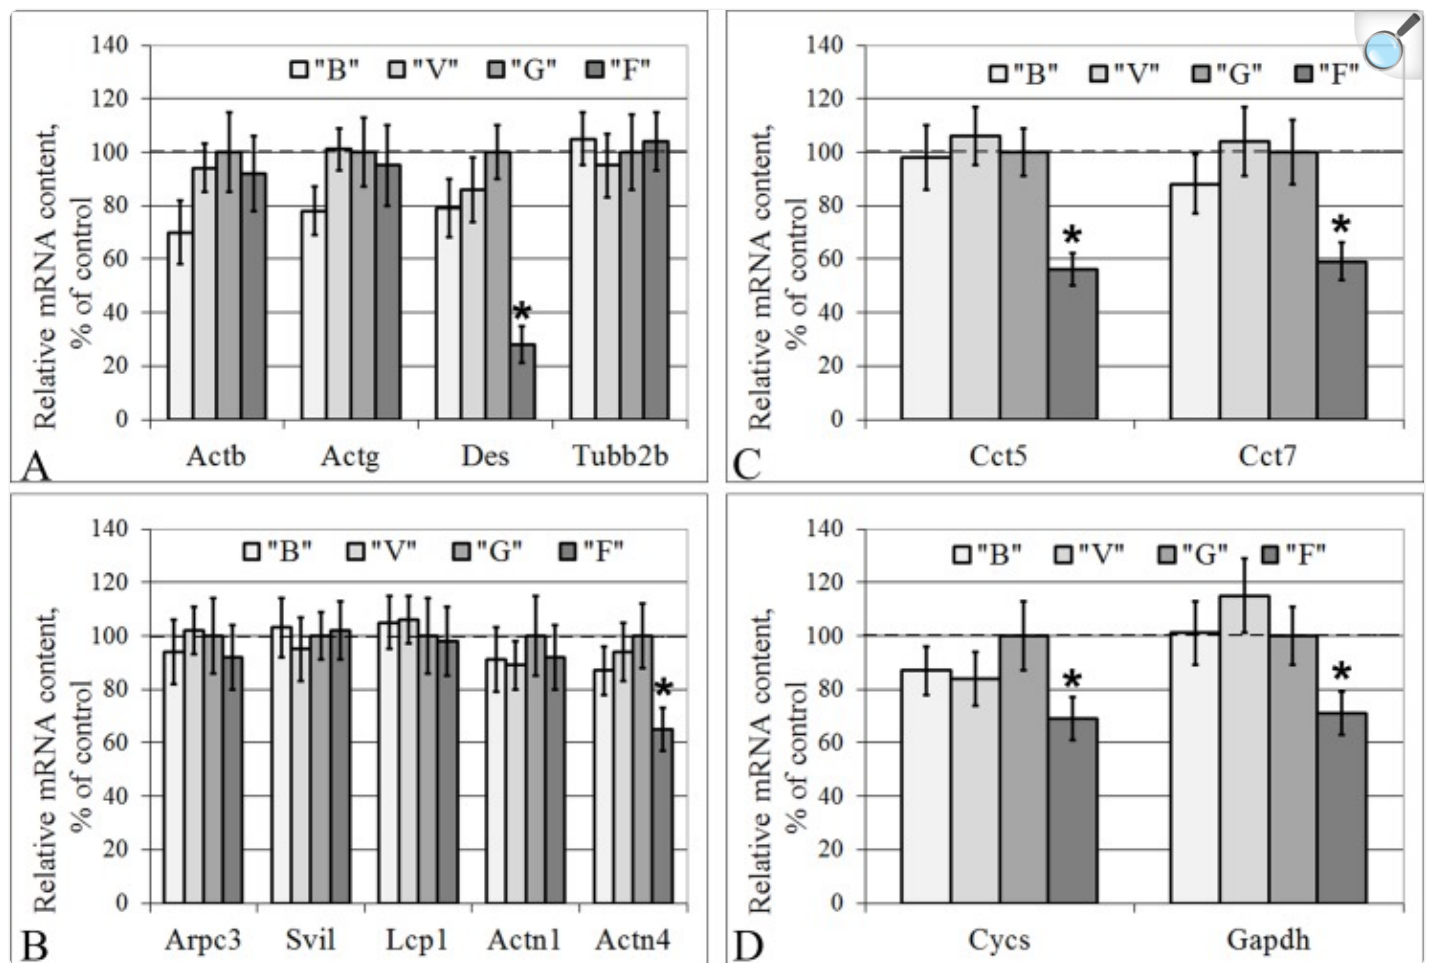 140
120
100
80
60
40
20
0
Relative mRNA content,
% of control
"B" "V" "G" "F"
*
Actb Actg Des Tubb2b
A
140
120
100
80
60
40
20
0
Relative mRNA content,
% of control
"B" "V" "G" "F"
*
*
Cct5 Cct7
C
140
120
100
80
60
40
20
0
Relative mRNA content,
% of control
"B" "V" "G" "F"
*
Arpc3 Svil Lcp1 Actn1 Actn4
B
140
120
100
80
60
40
20
0
Relative mRNA content,
% of control
"B" "V" "G" "F"
*
*
Cycs Gapdh
D